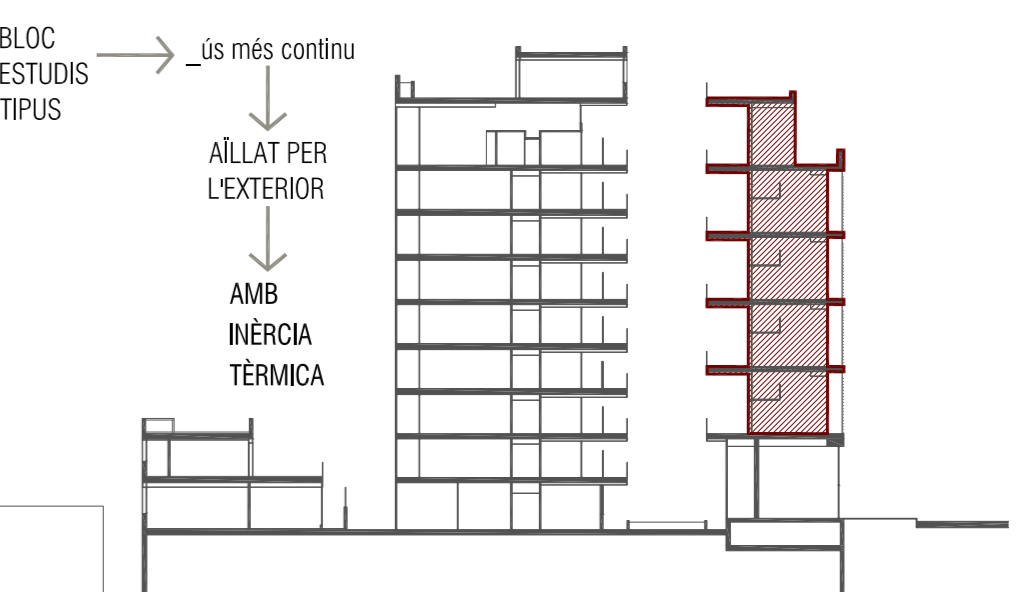 BLOC
ESTUDIS
TIPUS
_ús més continu
AÏLLAT PER
L'EXTERIOR
AMB
INÈRCIA
TÈRMICA